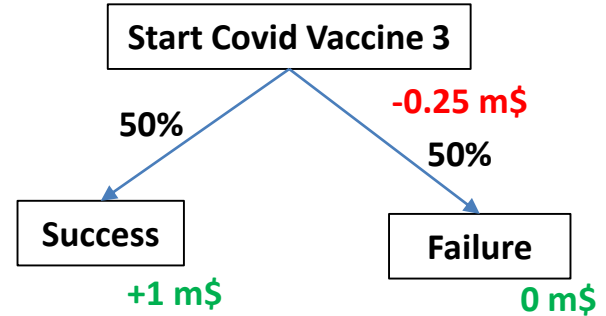 Start Covid Vaccine 3
-0.25 m$
50%
50%
Success
Failure
+1 m$
0 m$